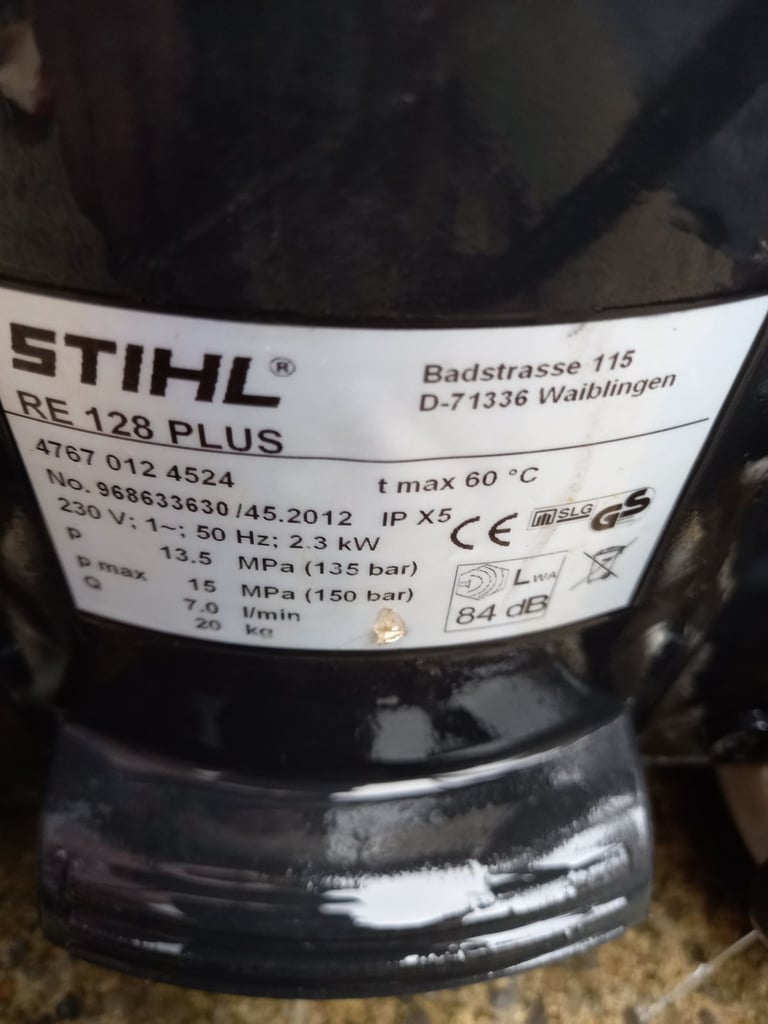 STIHL®
Badstrasse 115
D-71336 Waiblingen
RE 128 PLUS
4767 012 4524
t max 60 °C
No. 968633630 /45.2012 IP X5
230 V; 1~; 50 Hz; 2.3 kW
CE
SLG
GS
p 13.5 MPa (135 bar)
p max 15 MPa (150 bar)
Q 7.0 l/min
20 kg
LWA
84 dB